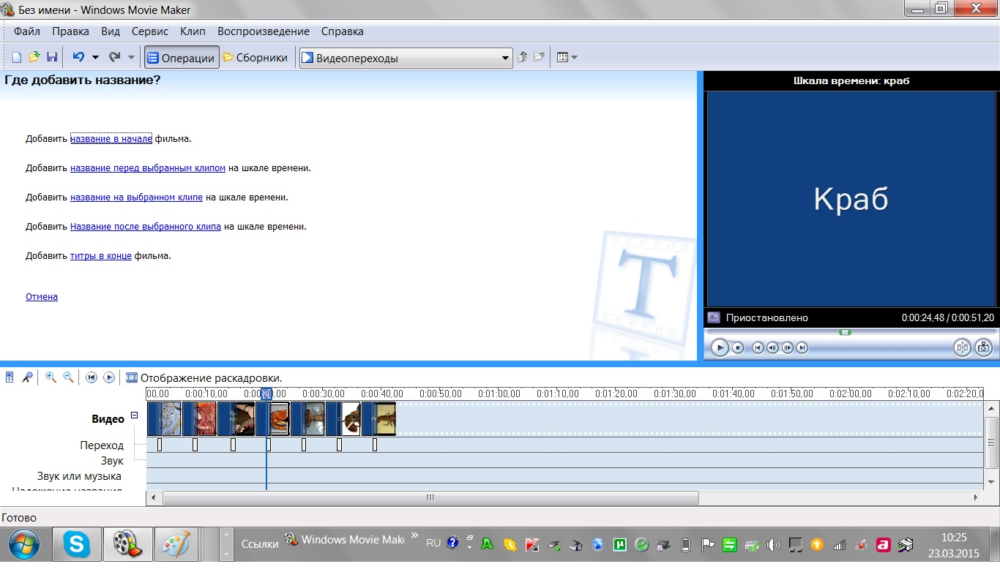 Без имени - Windows Movie Maker
Файл Правка Вид Сервис Клип Воспроизведение Справка
Операции Сборники Видеопереходы
Где добавить название?
Добавить название в начале фильма.
Добавить название перед выбранным клипом на шкале времени.
Добавить название на выбранном клипе на шкале времени.
Добавить Название после выбранного клипа на шкале времени.
Добавить титры в конце фильма.
Отмена
T
Шкала времени: краб
Краб
Приостановлено 0:00:24,48 / 0:00:51,20
Отображение раскадровки.
00,00 0:00:10,00 0:00:20,00 0:00:30,00 0:00:40,00 0:00:50,00 0:01:00,00 0:01:10,00 0:01:20,00 0:01:30,00 0:01:40,00 0:01:50,00 0:02:00,00 0:02:10,00 0:02:20,0
Видео
Переход
Звук
Звук или музыка
Наложение названия
Готово
Ссылки Windows Movie Mak » RU 10:25
23.03.2015